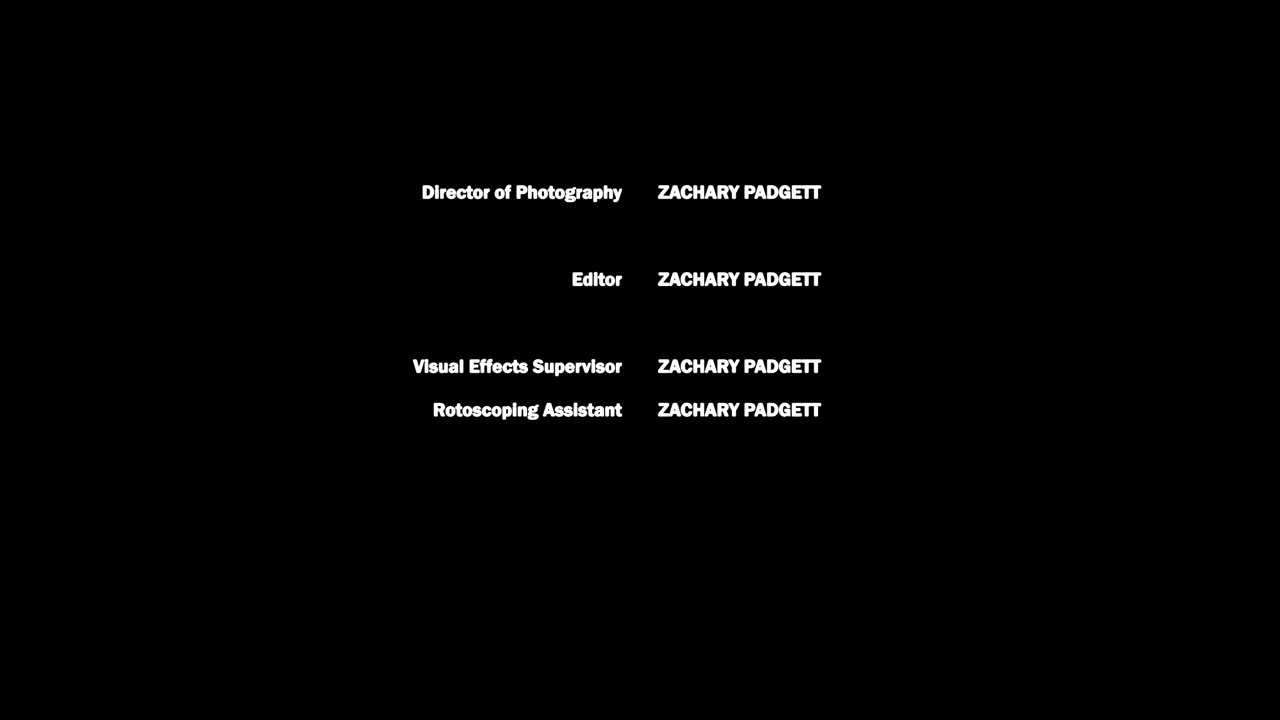 Director of Photography ZACHARY PADGETT
Editor ZACHARY PADGETT
Visual Effects Supervisor ZACHARY PADGETT
Rotoscoping Assistant ZACHARY PADGETT